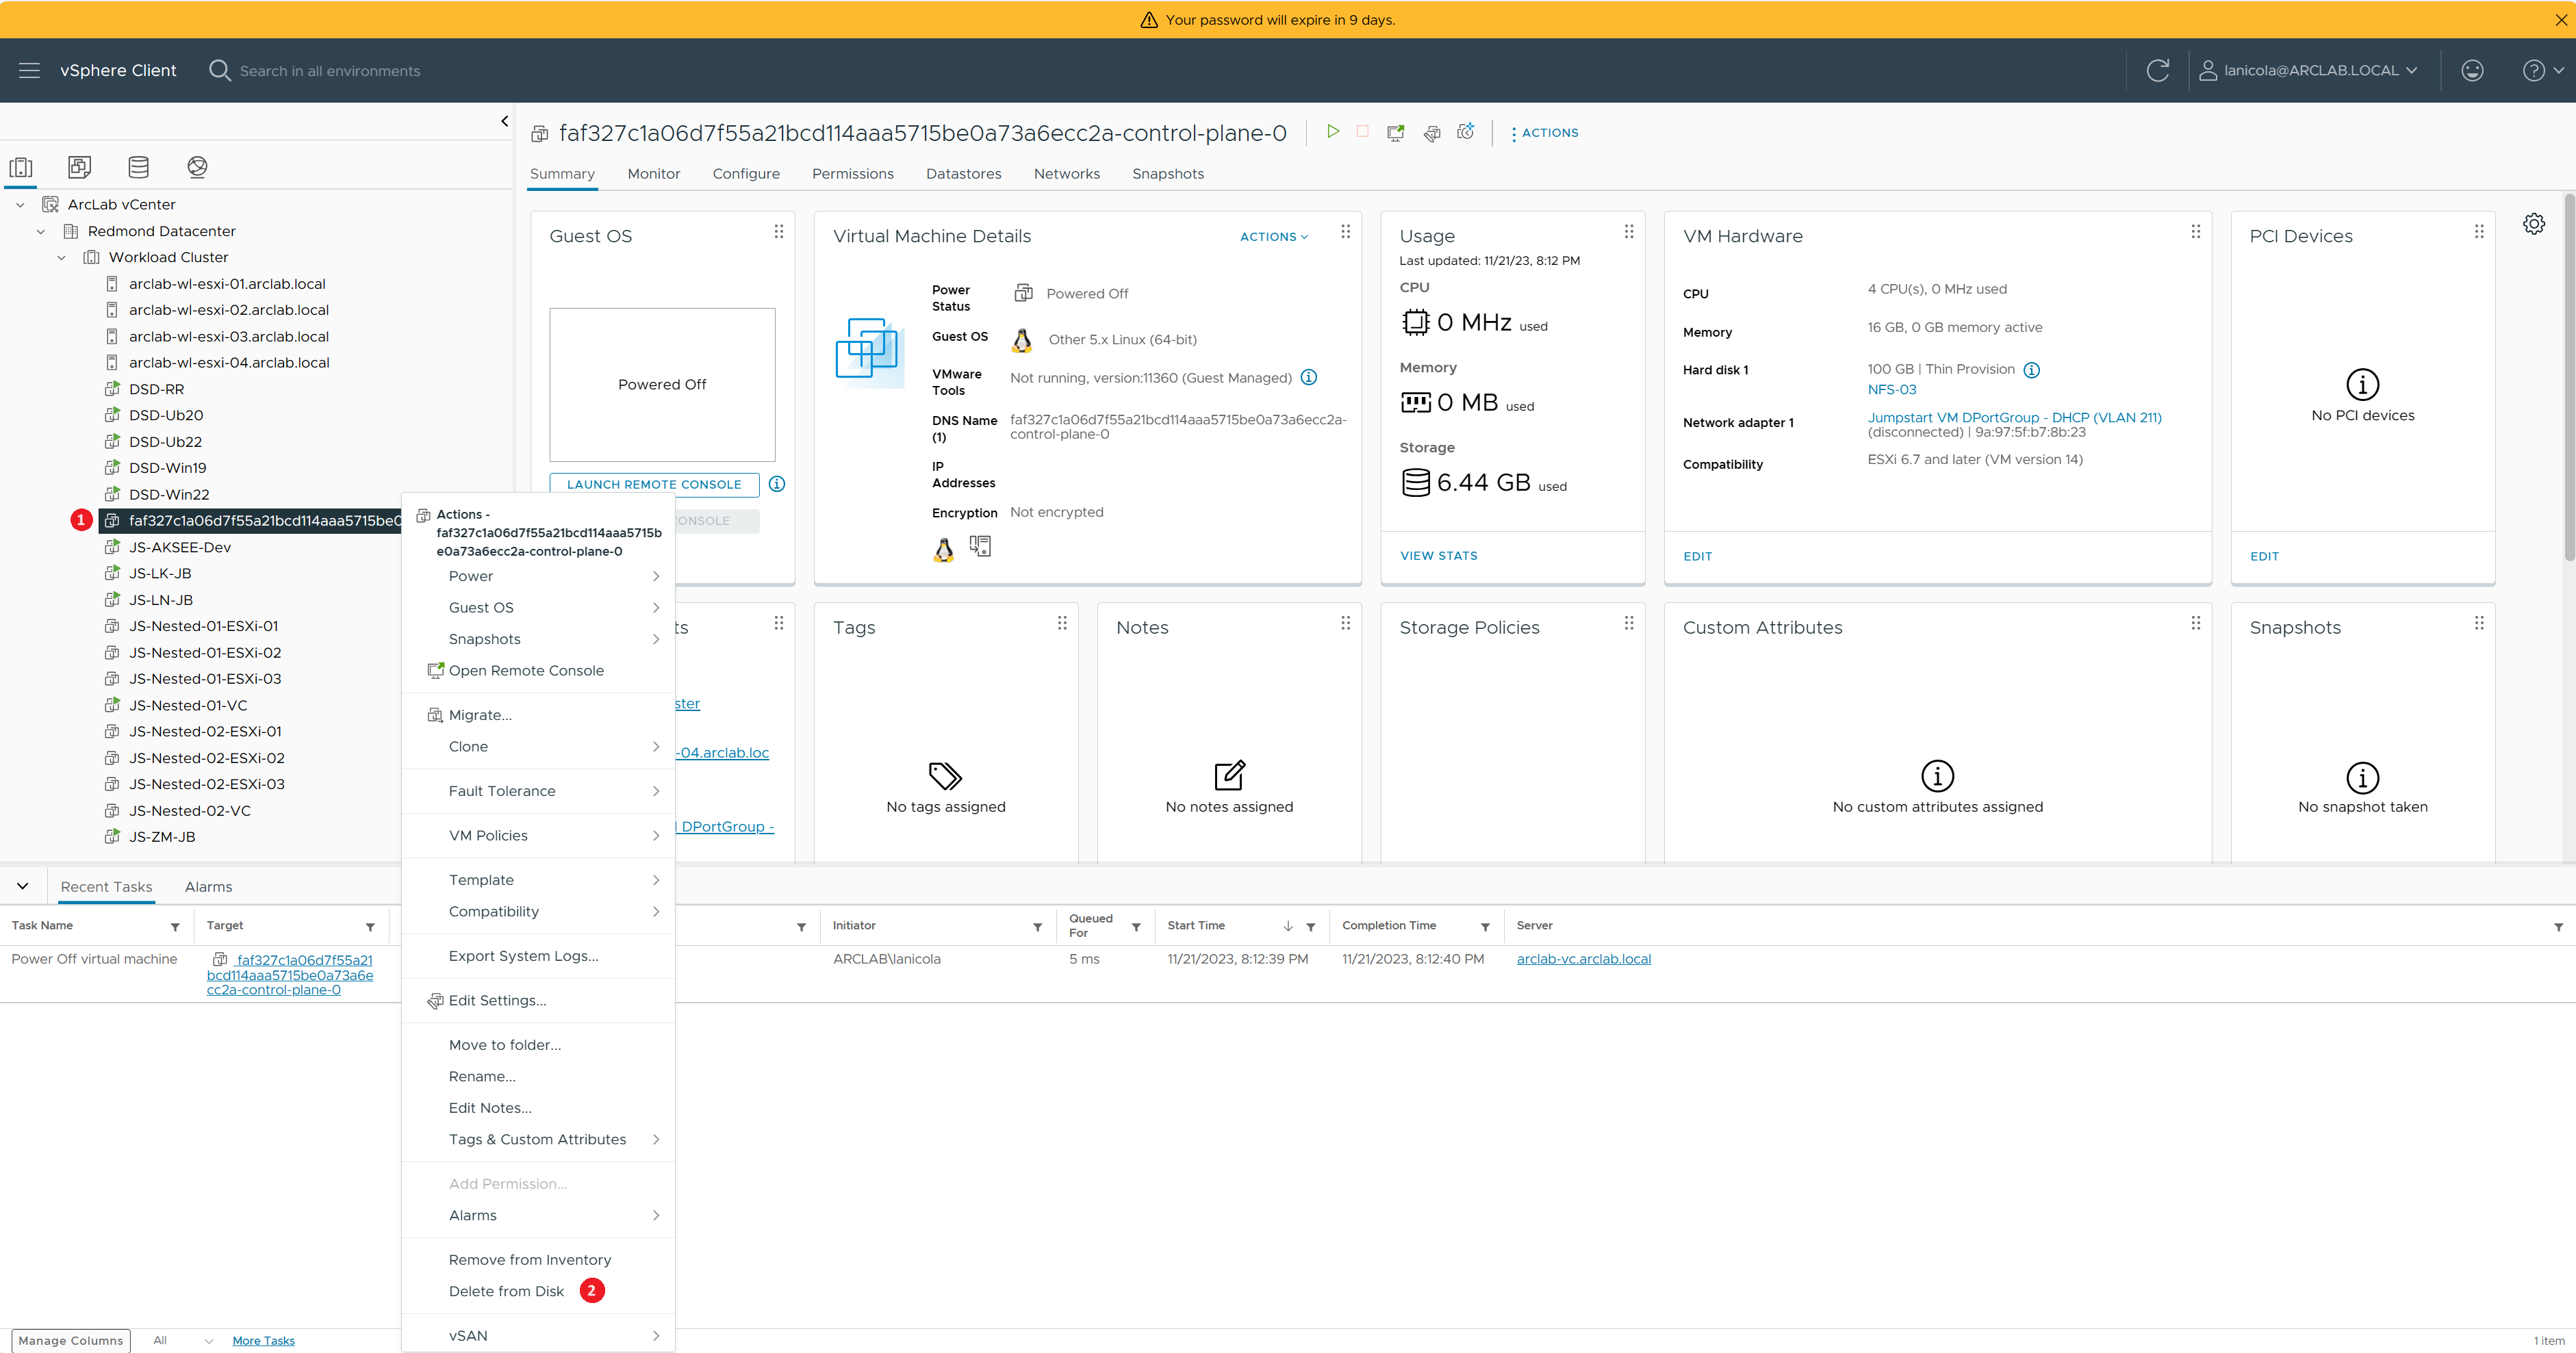 Your password will expire in 9 days.
vSphere Client
Search in all environments
lanicola@ARCLAB.LOCAL
faf327c1a06d7f55a21bcd114aaa5715be0a73a6ecc2a-control-plane-0
ACTIONS
Summary
Monitor
Configure
Permissions
Datastores
Networks
Snapshots
ArcLab vCenter
Redmond Datacenter
Workload Cluster
arclab-wl-esxi-01.arclab.local
arclab-wl-esxi-02.arclab.local
arclab-wl-esxi-03.arclab.local
arclab-wl-esxi-04.arclab.local
DSD-RR
DSD-Ub20
DSD-Ub22
DSD-Win19
DSD-Win22
1
faf327c1a06d7f55a21bcd114aaa5715be0
JS-AKSEE-Dev
JS-LK-JB
JS-LN-JB
JS-Nested-01-ESXi-01
JS-Nested-01-ESXi-02
JS-Nested-01-ESXi-03
JS-Nested-01-VC
JS-Nested-02-ESXi-01
JS-Nested-02-ESXi-02
JS-Nested-02-ESXi-03
JS-Nested-02-VC
JS-ZM-JB
Guest OS
Powered Off
LAUNCH REMOTE CONSOLE
CONSOLE
Virtual Machine Details
ACTIONS
Power Status
Powered Off
Guest OS
Other 5.x Linux (64-bit)
VMware Tools
Not running, version:11360 (Guest Managed)
DNS Name (1)
faf327c1a06d7f55a21bcd114aaa5715be0a73a6ecc2a-
control-plane-0
IP Addresses
Encryption
Not encrypted
Usage
Last updated: 11/21/23, 8:12 PM
CPU
0 MHz used
Memory
0 MB used
Storage
6.44 GB used
VIEW STATS
VM Hardware
CPU
4 CPU(s), 0 MHz used
Memory
16 GB, 0 GB memory active
Hard disk 1
100 GB | Thin Provision
NFS-03
Network adapter 1
Jumpstart VM DPortGroup - DHCP (VLAN 211)
(disconnected) | 9a:97:5f:b7:8b:23
Compatibility
ESXi 6.7 and later (VM version 14)
EDIT
PCI Devices
No PCI devices
EDIT
Actions -
faf327c1a06d7f55a21bcd114aaa5715b
e0a73a6ecc2a-control-plane-0
Power
Guest OS
Snapshots
Open Remote Console
Migrate...
Clone
Fault Tolerance
VM Policies
Template
Compatibility
Export System Logs...
Edit Settings...
Move to folder...
Rename...
Edit Notes...
Tags & Custom Attributes
Add Permission...
Alarms
Remove from Inventory
Delete from Disk
2
vSAN
ts
ster
-04.arclab.loc
DPortGroup -
Tags
No tags assigned
Notes
No notes assigned
Storage Policies
Custom Attributes
No custom attributes assigned
Snapshots
No snapshot taken
Recent Tasks
Alarms
Task Name
Target
Initiator
Queued For
Start Time
Completion Time
Server
Power Off virtual machine
faf327c1a06d7f55a21
bcd114aaa5715be0a73a6e
cc2a-control-plane-0
ARCLAB\lanicola
5 ms
11/21/2023, 8:12:39 PM
11/21/2023, 8:12:40 PM
arclab-vc.arclab.local
Manage Columns
All
More Tasks
1 item